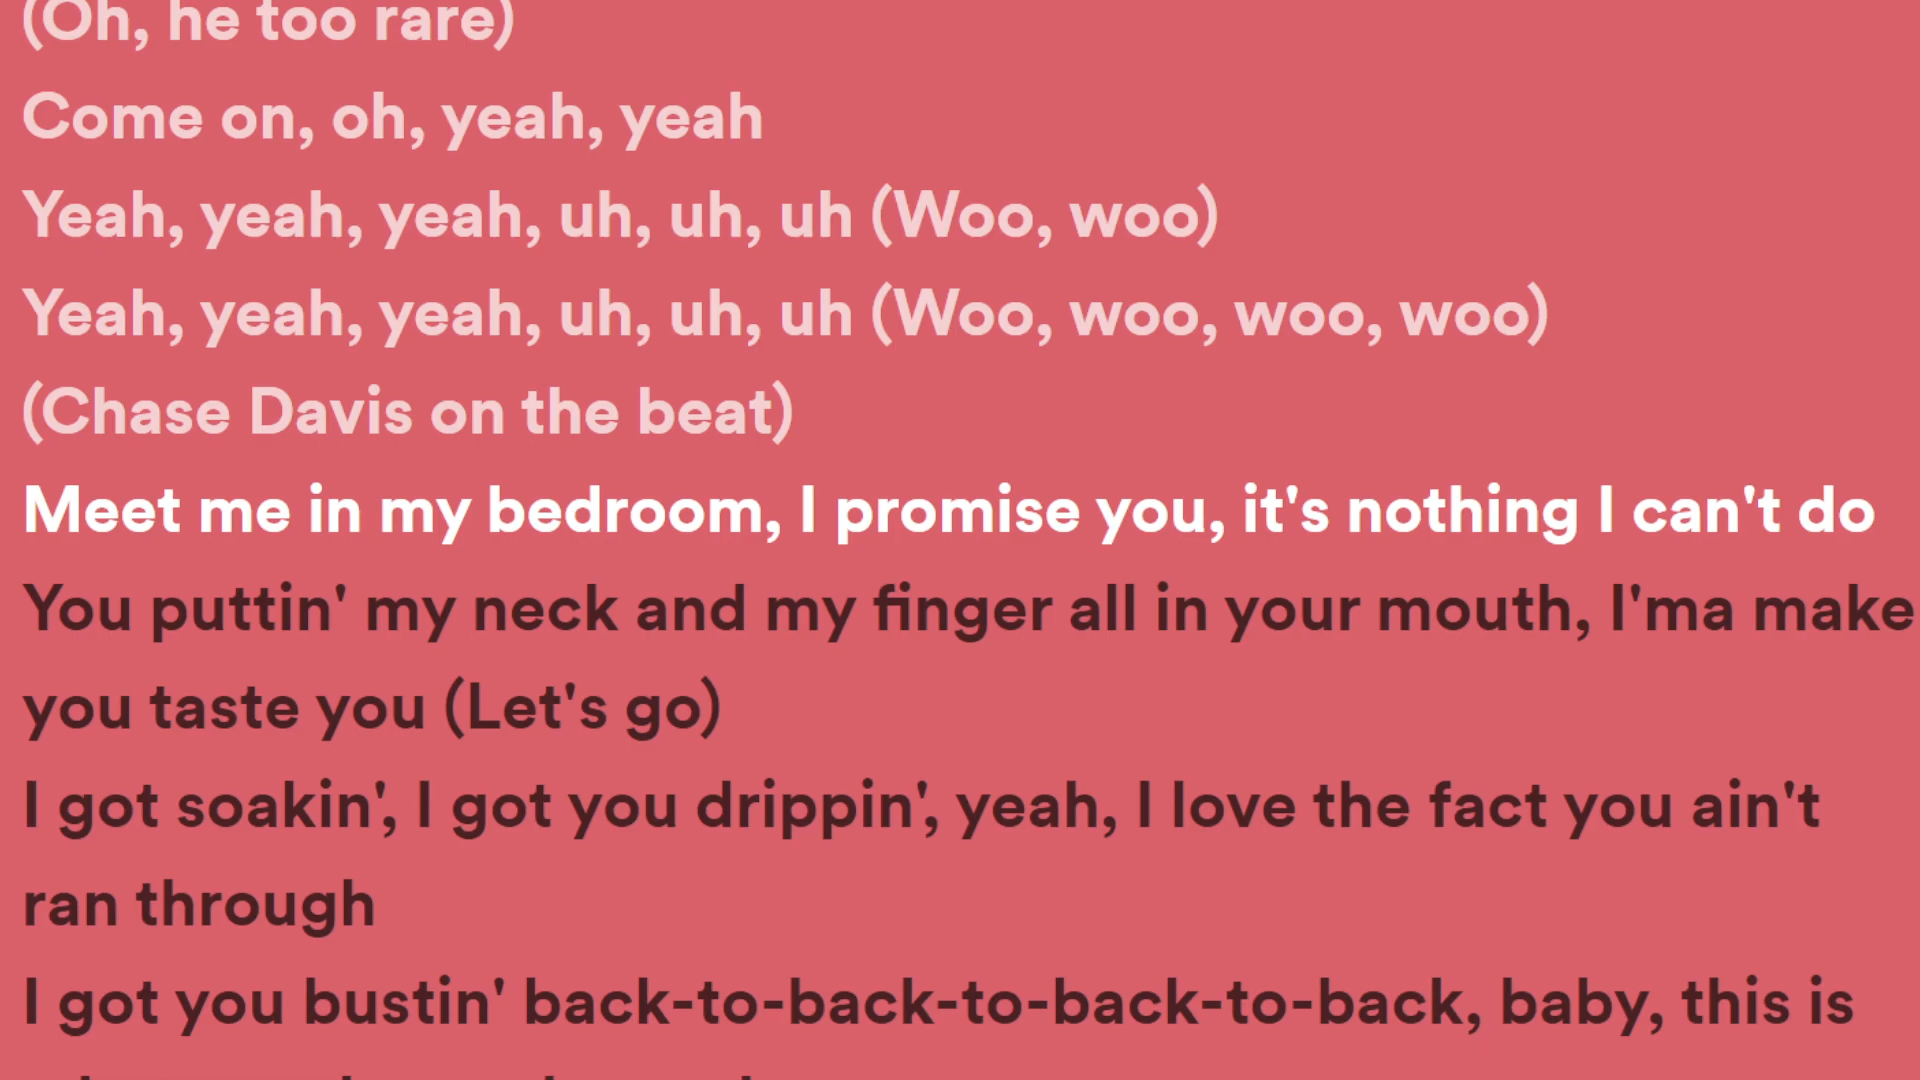 (Oh, he too rare)
Come on, oh, yeah, yeah
Yeah, yeah, yeah, uh, uh, uh (Woo, woo)
Yeah, yeah, yeah, uh, uh, uh (Woo, woo, woo, woo)
(Chase Davis on the beat)
Meet me in my bedroom, I promise you, it's nothing I can't do
You puttin' my neck and my finger all in your mouth, I'ma make
you taste you (Let's go)
I got soakin', I got you drippin', yeah, I love the fact you ain't
ran through
I got you bustin' back-to-back-to-back-to-back, baby, this is